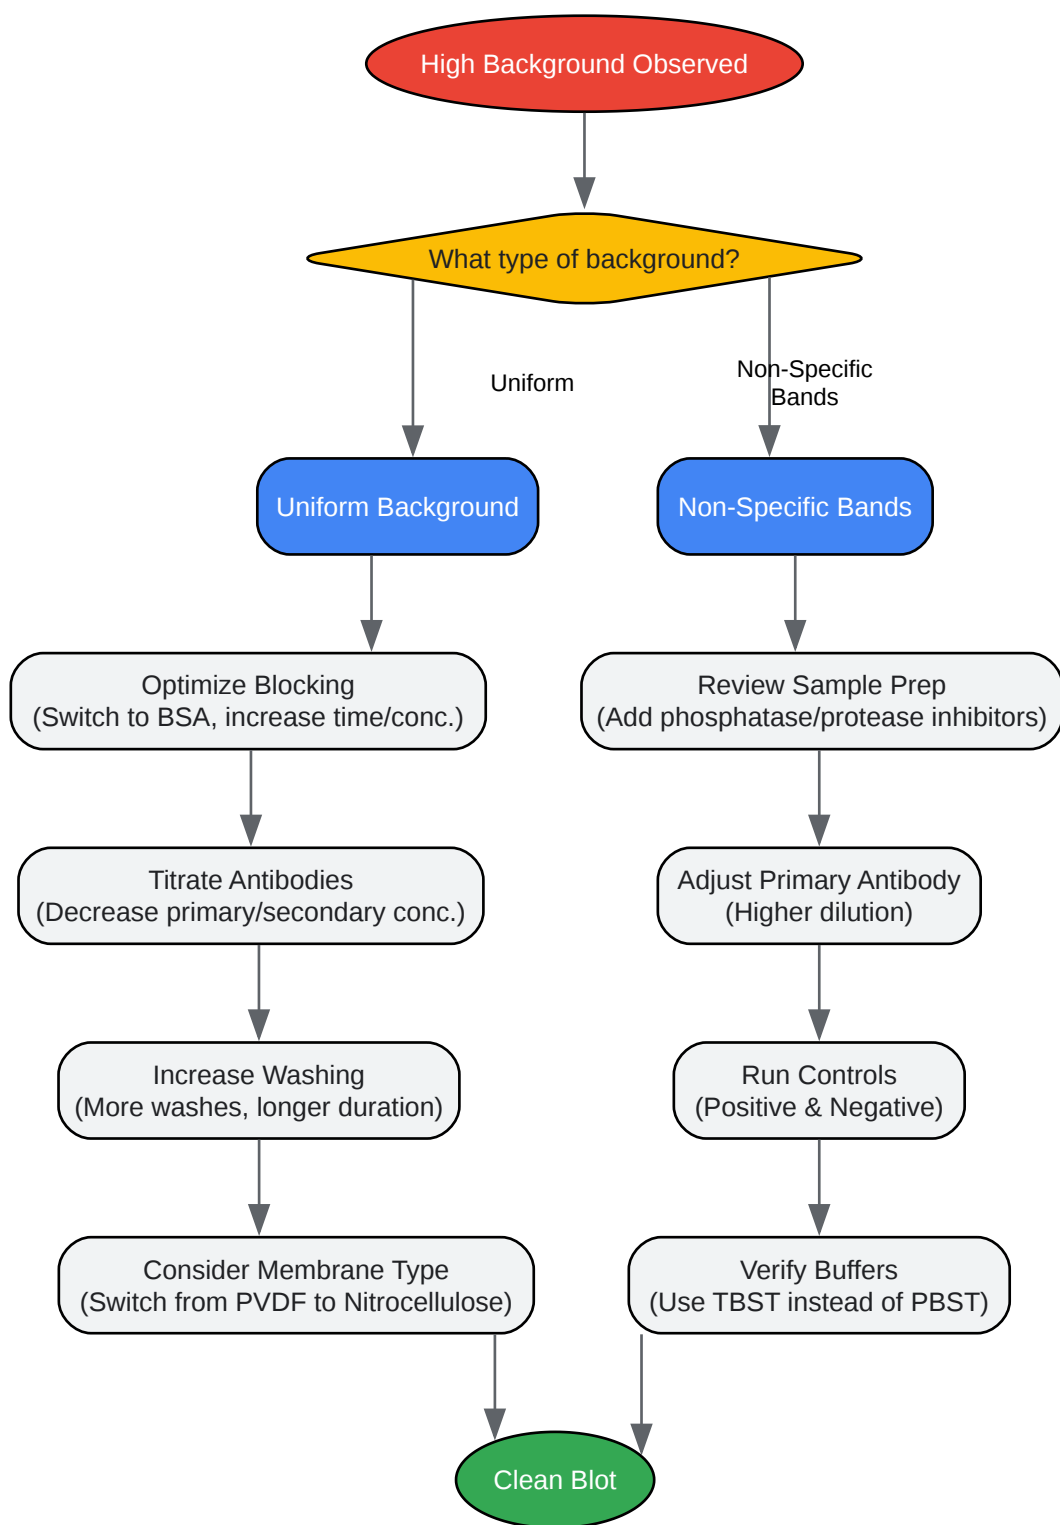 High Background Observed
What type of background?
Uniform
Non-Specific
Bands
Uniform Background
Non-Specific Bands
Optimize Blocking
(Switch to BSA, increase time/conc.)
Review Sample Prep
(Add phosphatase/protease inhibitors)
Titrate Antibodies
(Decrease primary/secondary conc.)
Adjust Primary Antibody
(Higher dilution)
Increase Washing
(More washes, longer duration)
Run Controls
(Positive & Negative)
Consider Membrane Type
(Switch from PVDF to Nitrocellulose)
Verify Buffers
(Use TBST instead of PBST)
Clean Blot